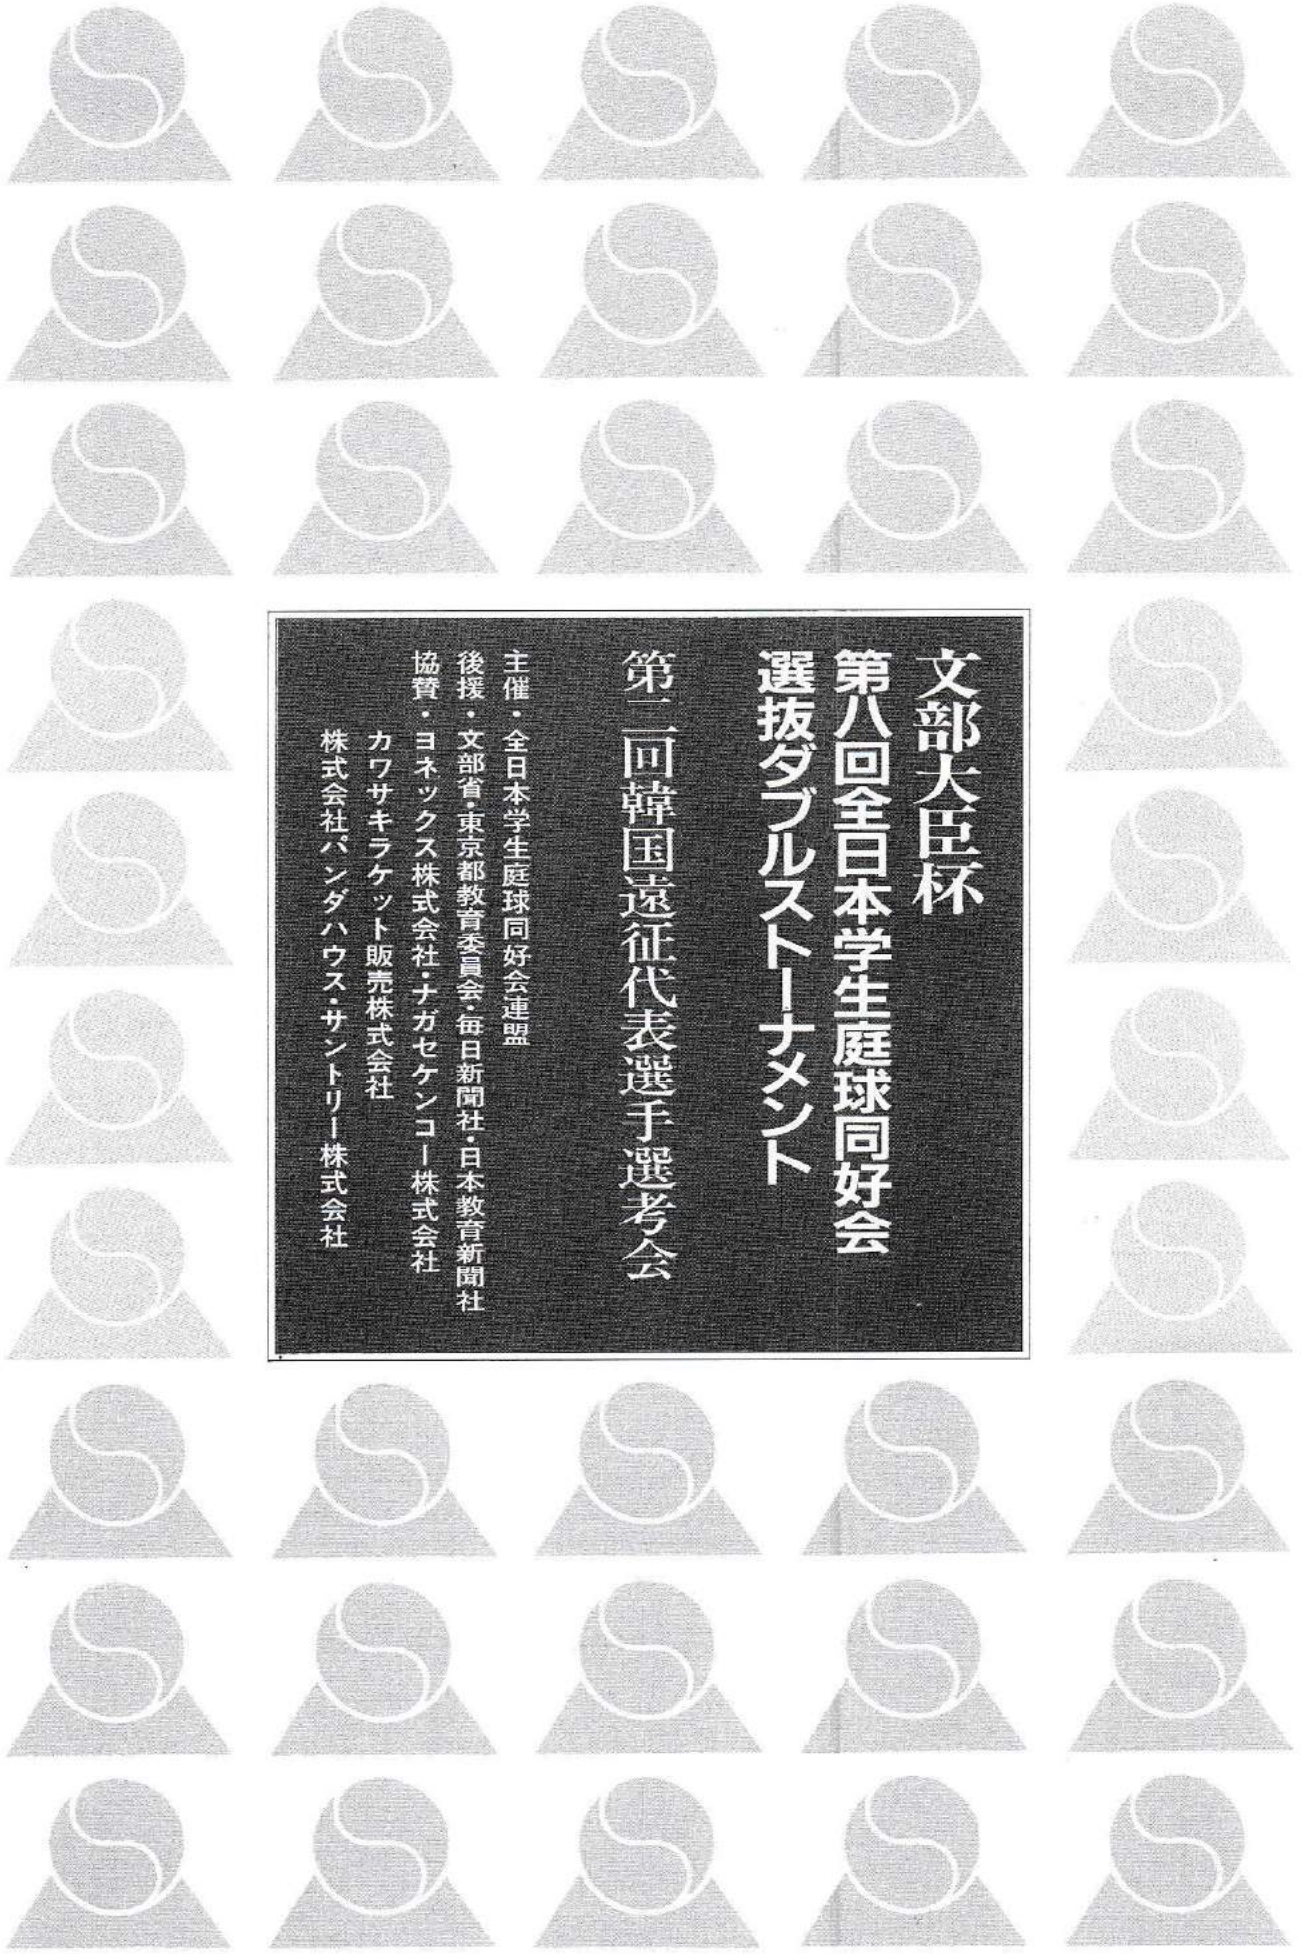 文部大臣杯
第八回全日本学生庭球同好会
選抜ダブルストーナメント
第二回韓国遠征代表選手選考会
主催・全日本学生庭球同好会連盟
後援・文部省・東京都教育委員会・毎日新聞社・日本教育新聞社
協賛・ヨネックス株式会社・ナガセケンコー株式会社
カワサキラケット販売株式会社
株式会社パンダハウス・サントリー株式会社